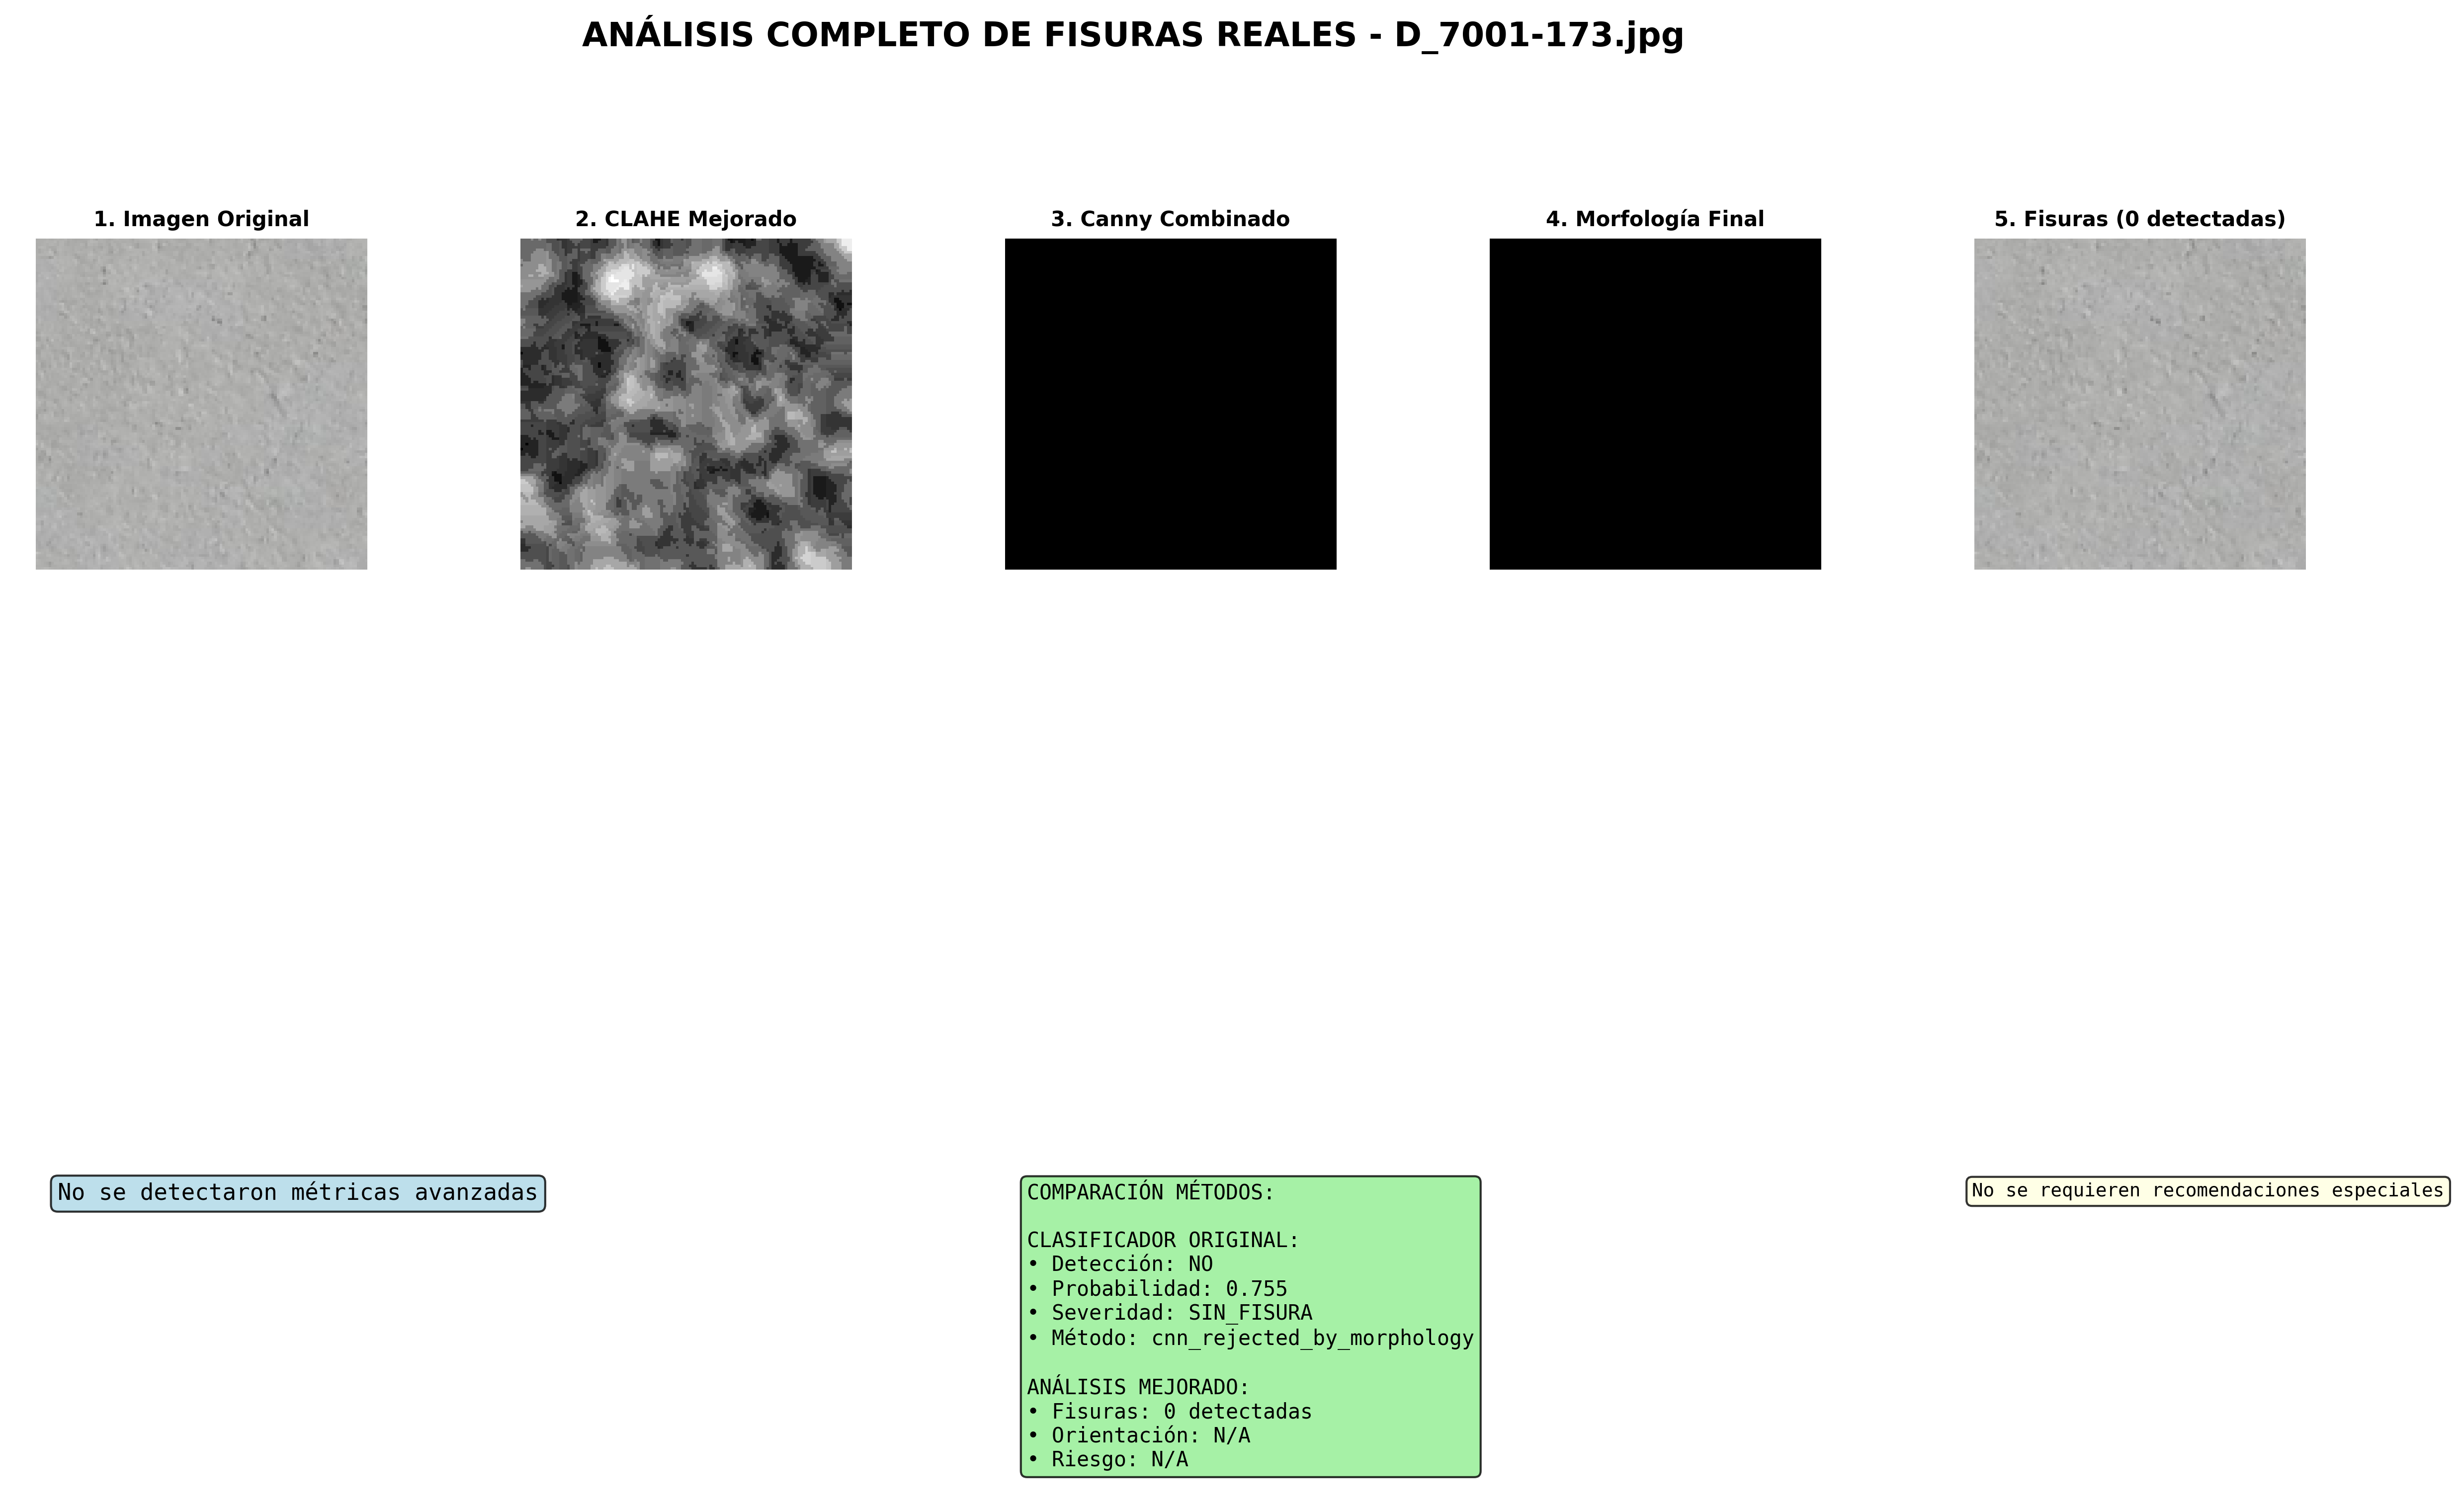 ANÁLISIS COMPLETO DE FISURAS REALES - D_7001-173.jpg
1. Imagen Original
2. CLAHE Mejorado
3. Canny Combinado
4. Morfología Final
5. Fisuras (0 detectadas)
No se detectaron métricas avanzadas
COMPARACIÓN MÉTODOS:
CLASIFICADOR ORIGINAL:
• Detección: NO
• Probabilidad: 0.755
• Severidad: SIN_FISURA
• Método: cnn_rejected_by_morphology
ANÁLISIS MEJORADO:
• Fisuras: 0 detectadas
• Orientación: N/A
• Riesgo: N/A
No se requieren recomendaciones especiales